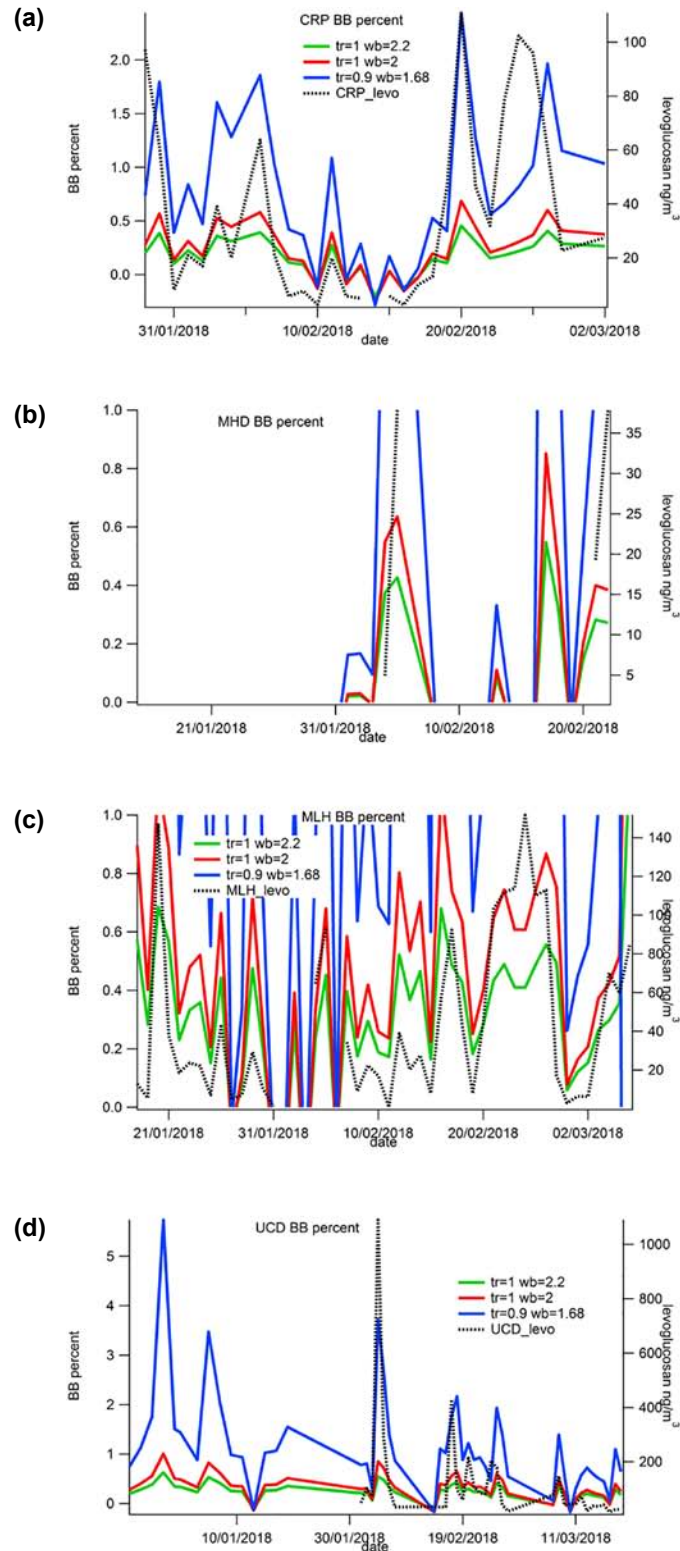 (a)
CRP BB percent
tr=1 wb=2.2
tr=1 wb=2
tr=0.9 wb=1.68
CRP_levo
BB percent
2.0
1.5
1.0
0.5
0.0
levoglucosan ng/m³
100
80
60
40
20
31/01/2018
10/02/2018
20/02/2018
02/03/2018
date
(b)
MHD BB percent
BB percent
1.0
0.8
0.6
0.4
0.2
0.0
levoglucosan ng/m³
35
30
25
20
15
10
5
21/01/2018
31/01/2018
10/02/2018
20/02/2018
date
(c)
MLH BB percent
tr=1 wb=2.2
tr=1 wb=2
tr=0.9 wb=1.68
MLH_levo
BB percent
1.0
0.8
0.6
0.4
0.2
0.0
levoglucosan ng/m³
140
120
100
80
60
40
20
21/01/2018
31/01/2018
10/02/2018
20/02/2018
02/03/2018
date
(d)
UCD BB percent
tr=1 wb=2.2
tr=1 wb=2
tr=0.9 wb=1.68
UCD_levo
BB percent
5
4
3
2
1
0
levoglucosan ng/m³
1000
800
600
400
200
10/01/2018
30/01/2018
19/02/2018
11/03/2018
date